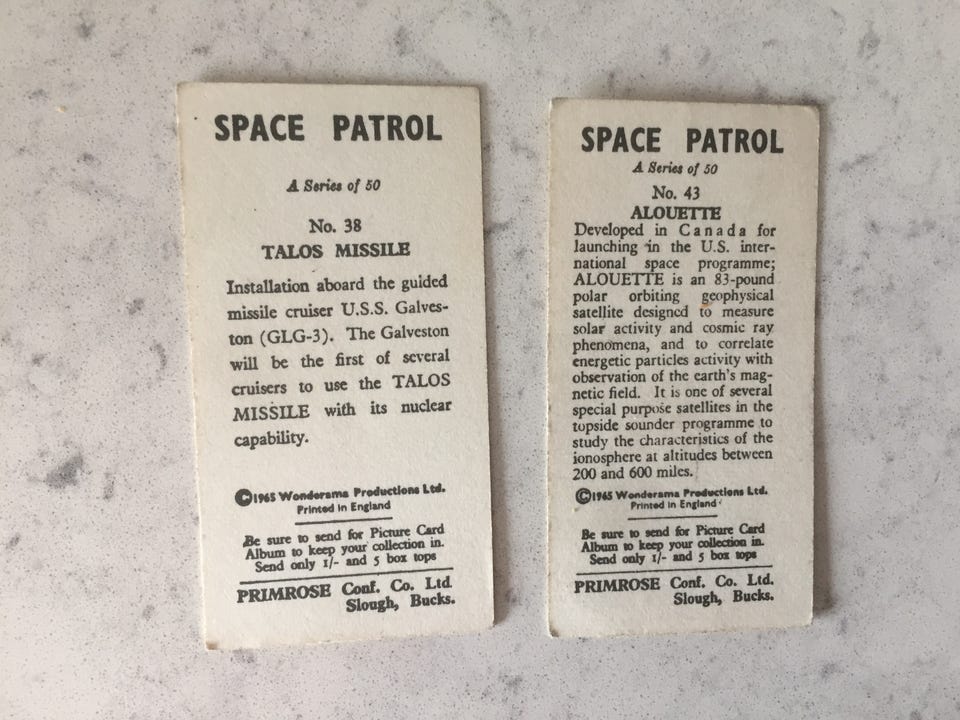 SPACE PATROL
A Series of 50
No. 38
TALOS MISSILE
Installation aboard the guided
missile cruiser U.S.S. Galves-
ton (GLG-3). The Galveston
will be the first of several
cruisers to use the TALOS
MISSILE with its nuclear
capability.
©1965 Wonderama Productions Ltd.
Printed in England
Be sure to send for Picture Card
Album to keep your collection in.
Send only 1/- and 5 box tops
PRIMROSE Conf. Co. Ltd.
Slough, Bucks.
SPACE PATROL
A Series of 50
No. 43
ALOUETTE
Developed in Canada for
launching in the U.S. inter-
national space programme;
ALOUETTE is an 83-pound
polar orbiting geophysical
satellite designed to measure
solar activity and cosmic ray
phenomena, and to correlate
energetic particles activity with
observation of the earth's mag-
netic field. It is one of several
special purpose satellites in the
topside sounder programme to
study the characteristics of the
ionosphere at altitudes between
200 and 600 miles.
©1965 Wonderama Productions Ltd.
Printed in England
Be sure to send for Picture Card
Album to keep your collection in.
Send only 1/- and 5 box tops
PRIMROSE Conf. Co. Ltd.
Slough, Bucks.